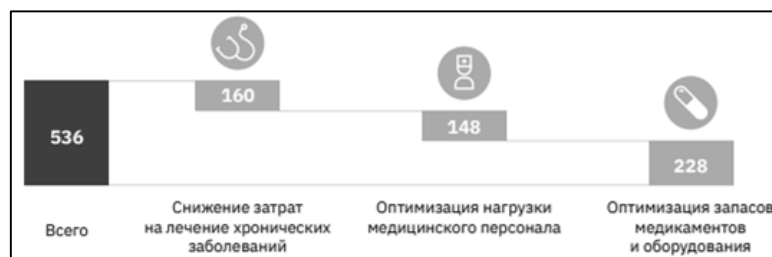 536
160
148
228
Всего
Снижение затрат
на лечение хронических
заболеваний
Оптимизация нагрузки
медицинского персонала
Оптимизация запасов
медикаментов
и оборудования